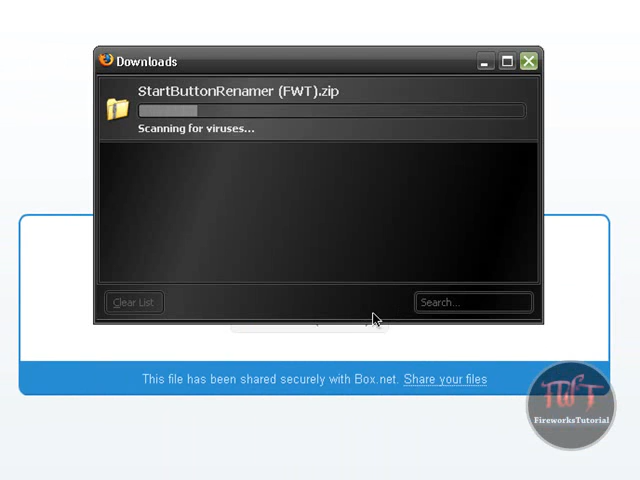 Downloads
StartButtonRenamer (FWT).zip
Scanning for viruses...
Clear List
Search...
This file has been shared securely with Box.net. Share your files
FWT
FireworksTutorial